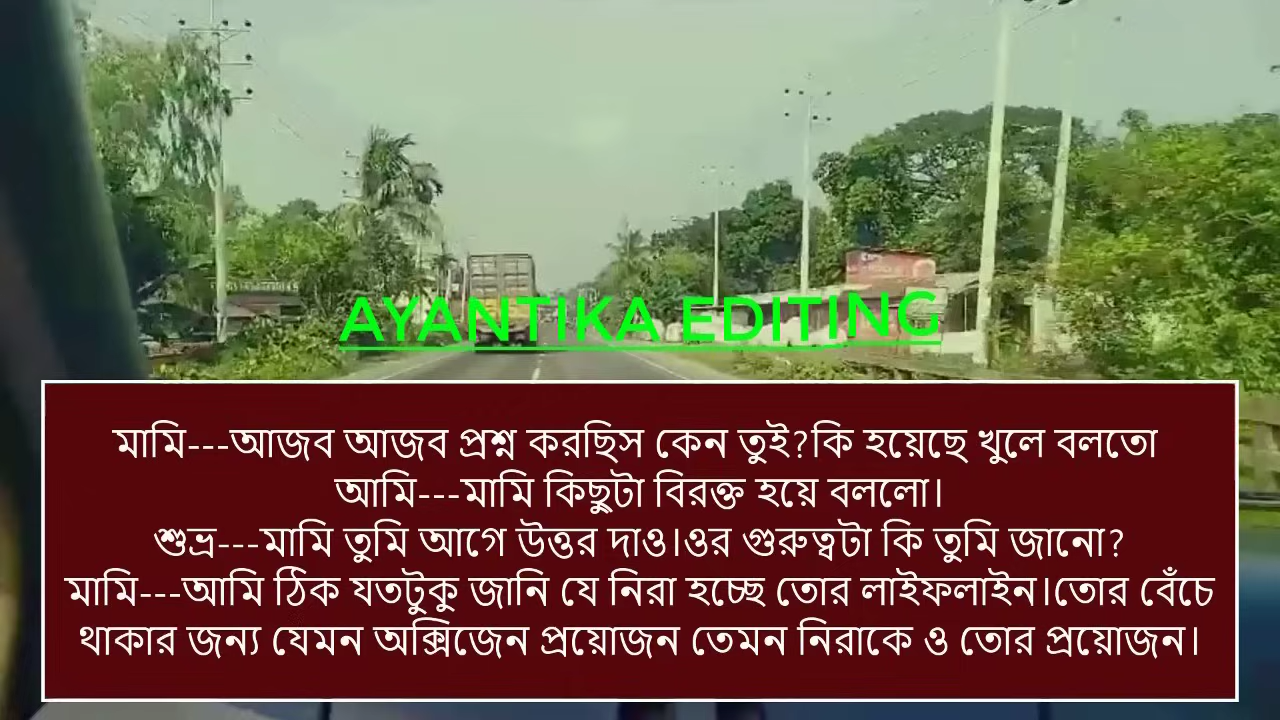 AYANTIKA EDITING
মামি---আজব আজব প্রশ্ন করছিস কেন তুই?কি হয়েছে খুলে বলতো
আমি---মামি কিছুটা বিরক্ত হয়ে বললো।
শুভ্র---মামি তুমি আগে উত্তর দাও।ওর গুরুত্বটা কি তুমি জানো?
মামি---আমি ঠিক যতটুকু জানি যে নিরা হচ্ছে তোর লাইফলাইন।তোর বেঁচে
থাকার জন্য যেমন অক্সিজেন প্রয়োজন তেমন নিরাকে ও তোর প্রয়োজন।